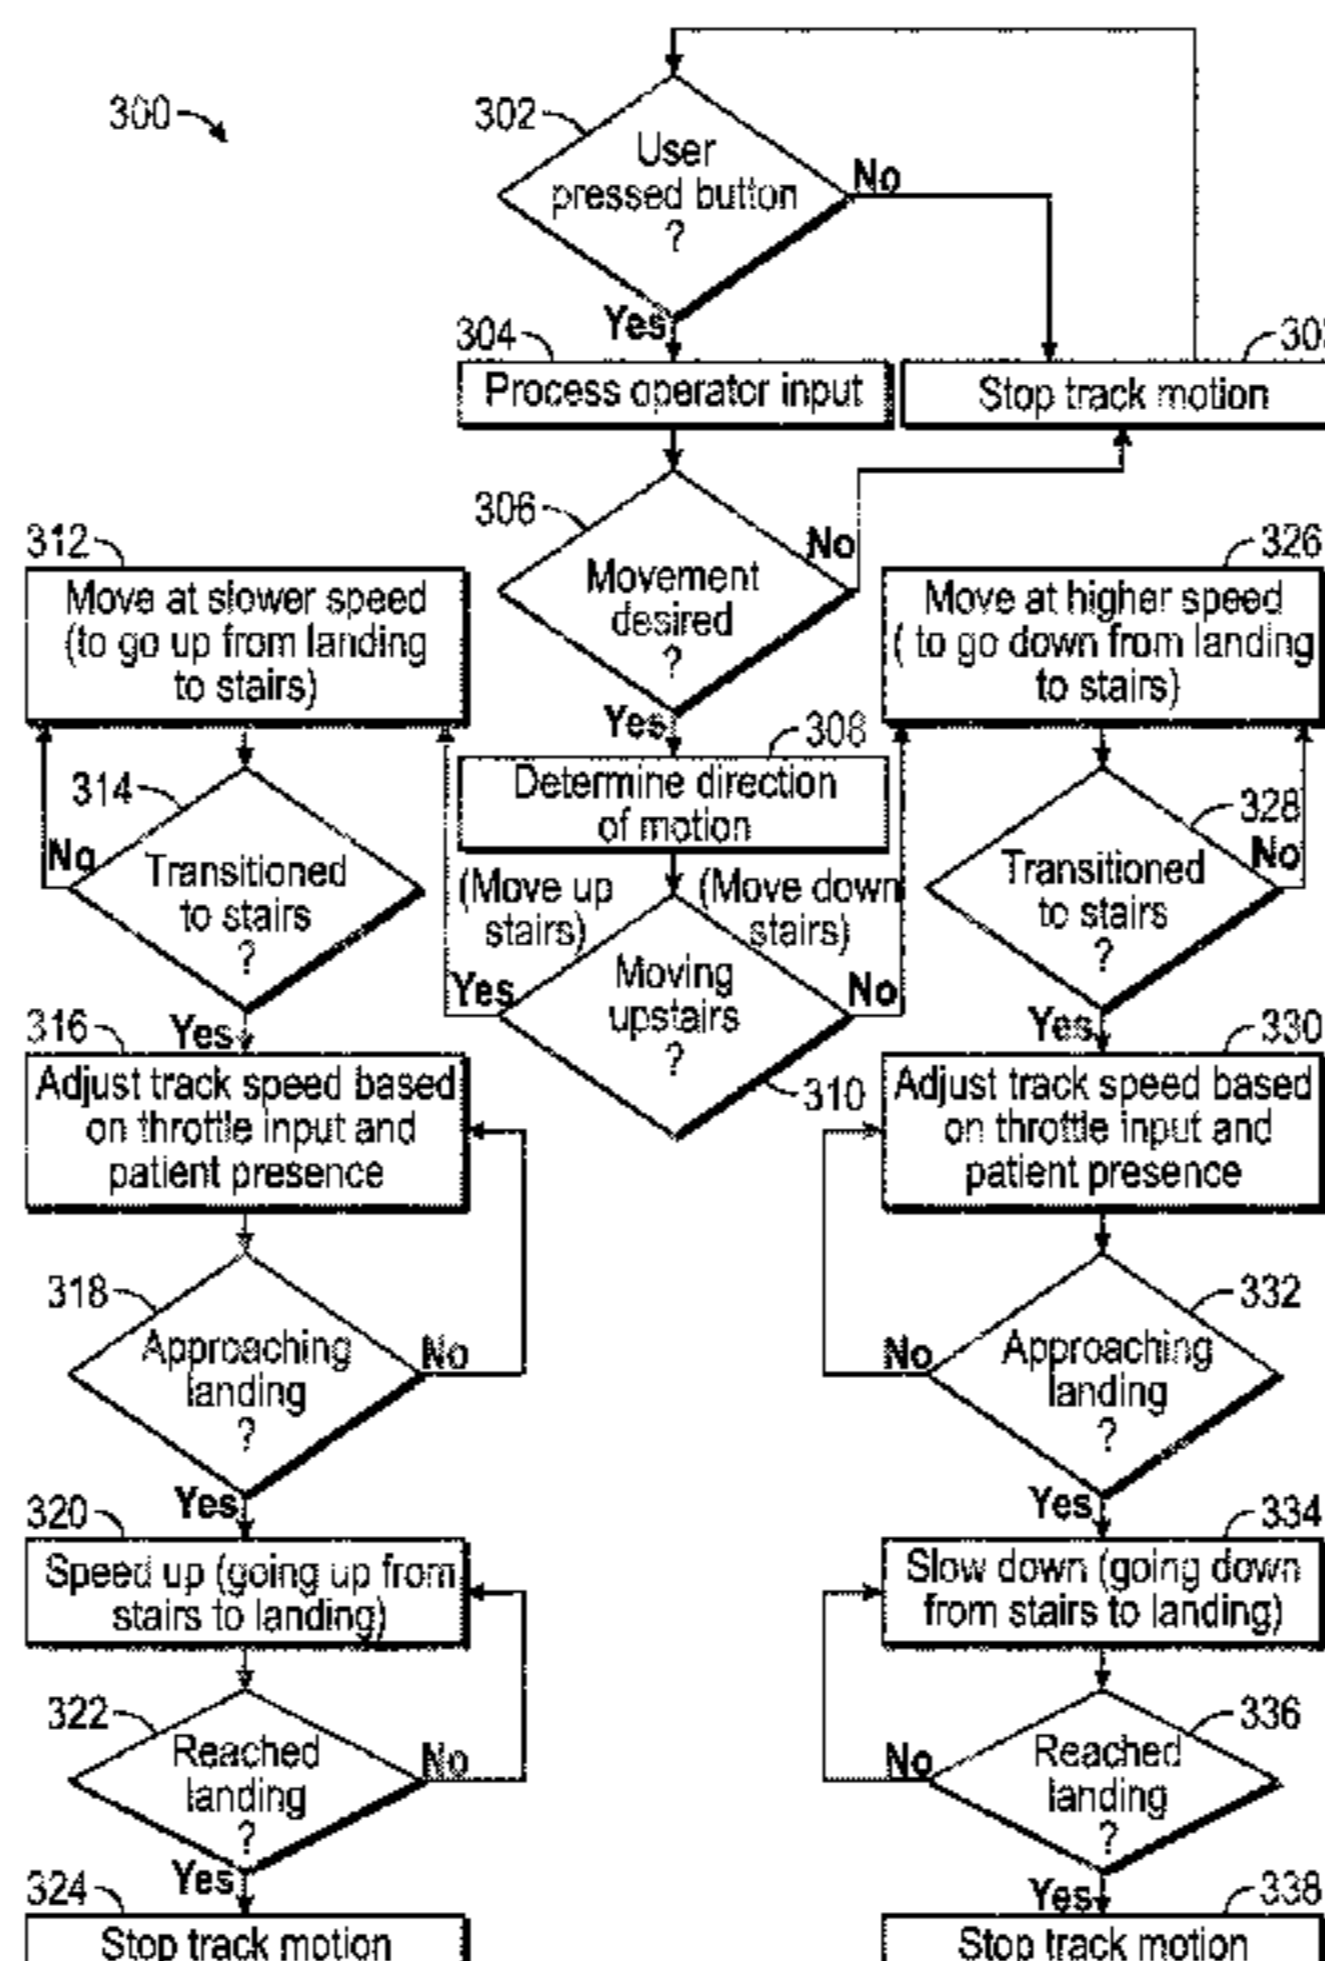 300
302
User
pressed button
?
No
Yes
304
Process operator input
Stop track motion
306
Movement
desired
?
No
Yes
312
Move at slower speed
(to go up from landing
to stairs)
326
Move at higher speed
( to go down from landing
to stairs)
308
Determine direction
of motion
314
Transitioned
to stairs
?
No
Yes
(Move up
stairs)
(Move down
stairs)
Moving
upstairs
?
Yes
No
310
328
Transitioned
to stairs
?
No
Yes
316
Adjust track speed based
on throttle input and
patient presence
330
Adjust track speed based
on throttle input and
patient presence
318
Approaching
landing
?
No
Yes
332
Approaching
landing
?
No
Yes
320
Speed up (going up from
stairs to landing)
334
Slow down (going down
from stairs to landing)
322
Reached
landing
?
No
Yes
336
Reached
landing
?
No
Yes
324
Stop track motion
338
Stop track motion